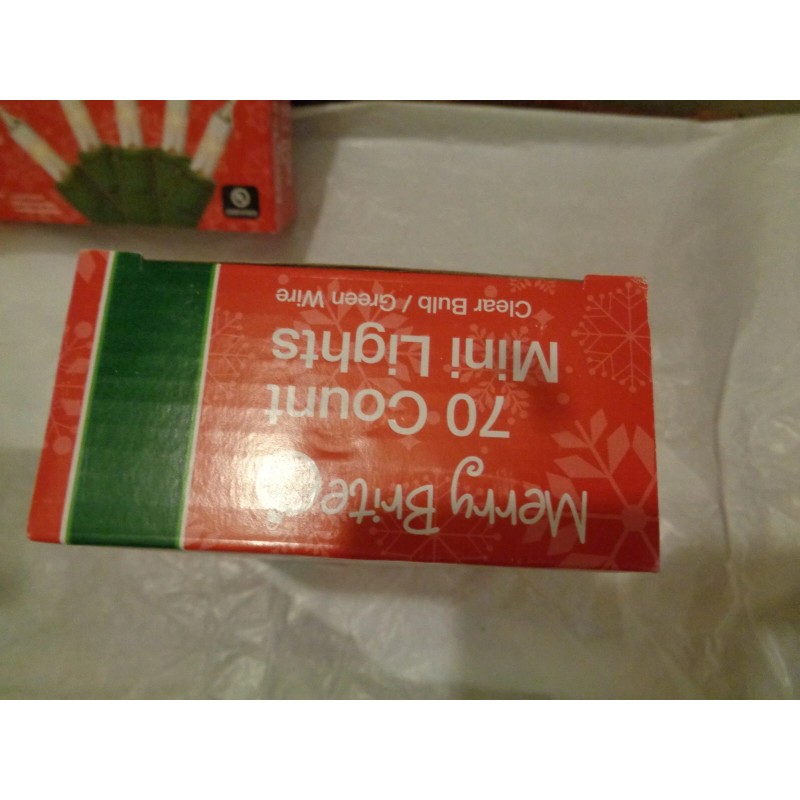 Merry Brite
70 Count
Mini Lights
Clear Bulb / Green Wire